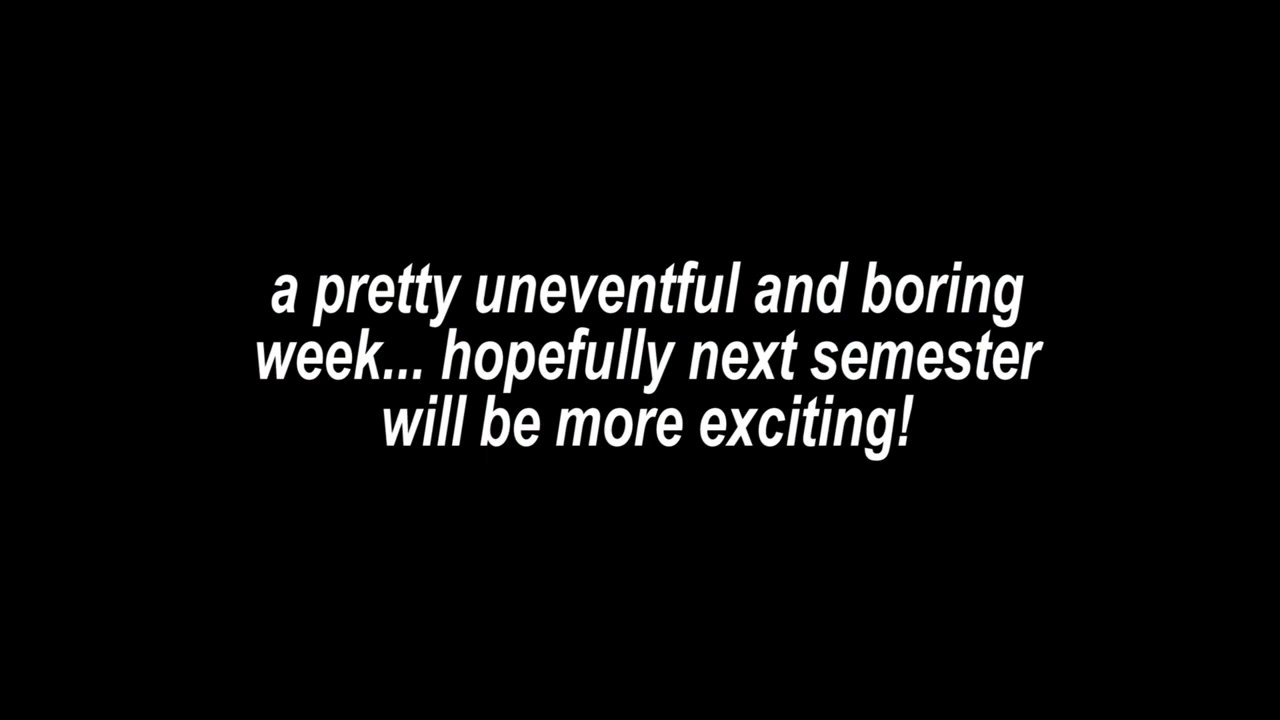 a pretty uneventful and boring
week... hopefully next semester
will be more exciting!